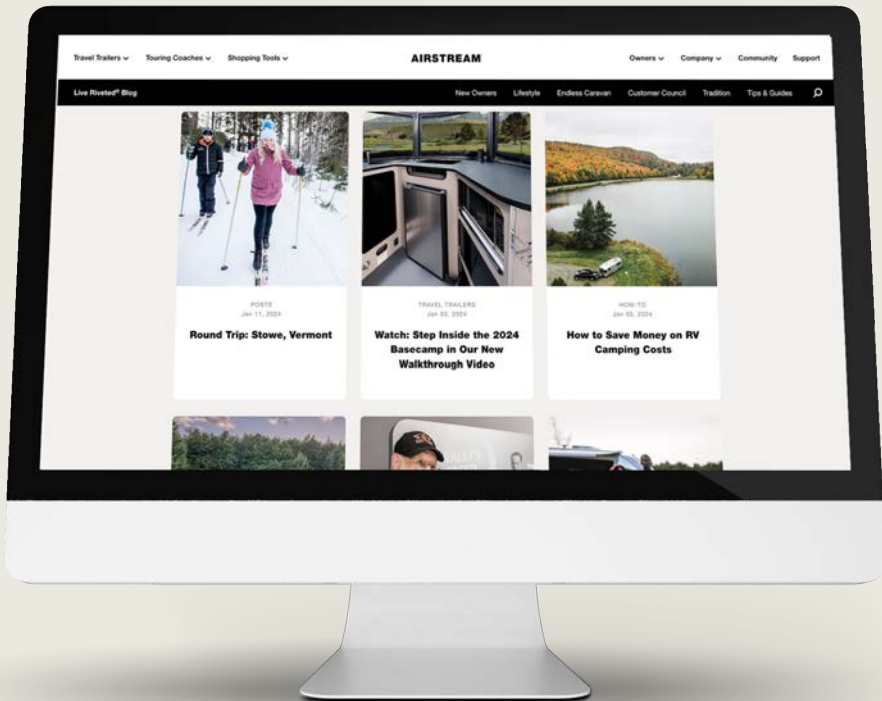 Travel Trailers Touring Coaches Shopping Tools AIRSTREAM Owners Company Community Support
Live Riveted® Blog New Owners Lifestyle Endless Caravan Customer Council Tradition Tips & Guides
POSTS
Jan 11, 2024
Round Trip: Stowe, Vermont
TRAVEL TRAILERS
Watch: Step Inside the 2024
Basecamp in Our New
Walkthrough Video
HOW-TO
How to Save Money on RV
Camping Costs